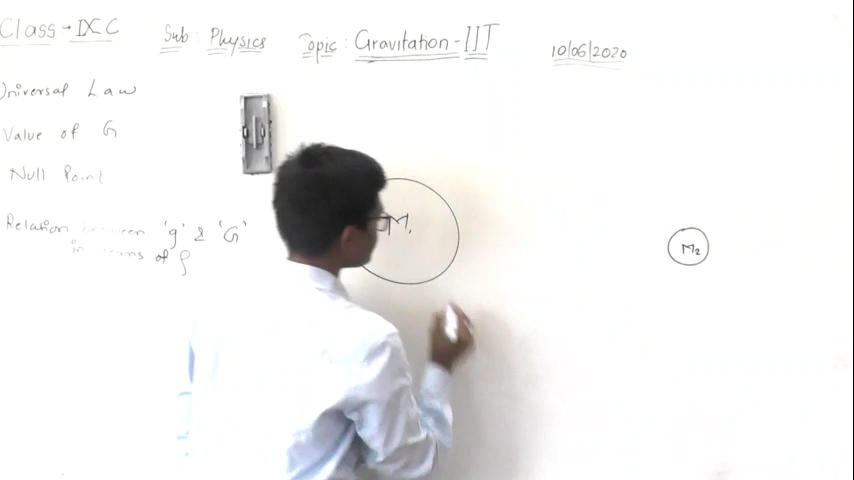 Class - IX C Sub : Physics Topic : Gravitation - III 10/06/2020
Universal Law
Value of G
Null Point
Relation between 'g' & 'G'
in terms of ρ
M1
M2